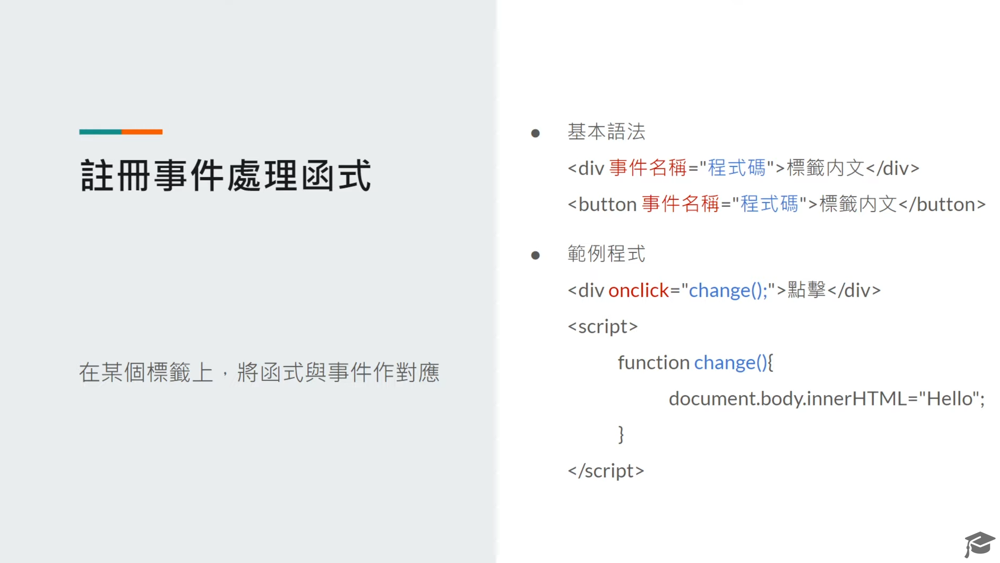 註冊事件處理函式
在某個標籤上，將函式與事件作對應
● 基本語法
<div 事件名稱="程式碼">標籤內文</div>
<button 事件名稱="程式碼">標籤內文</button>
● 範例程式
<div onclick="change();">點擊</div>
<script>
function change(){
document.body.innerHTML="Hello";
}
</script>